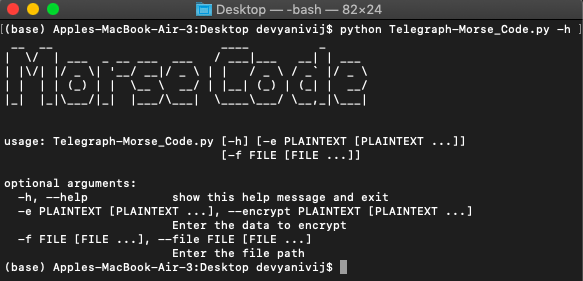 Desktop — -bash — 82×24
(base) Apples-MacBook-Air-3:Desktop devyanivij$ python Telegraph-Morse_Code.py -h
Morse Code
usage: Telegraph-Morse_Code.py [-h] [-e PLAINTEXT [PLAINTEXT ...]]
[-f FILE [FILE ...]]
optional arguments:
-h, --help show this help message and exit
-e PLAINTEXT [PLAINTEXT ...], --encrypt PLAINTEXT [PLAINTEXT ...]
Enter the data to encrypt
-f FILE [FILE ...], --file FILE [FILE ...]
Enter the file path
(base) Apples-MacBook-Air-3:Desktop devyanivij$